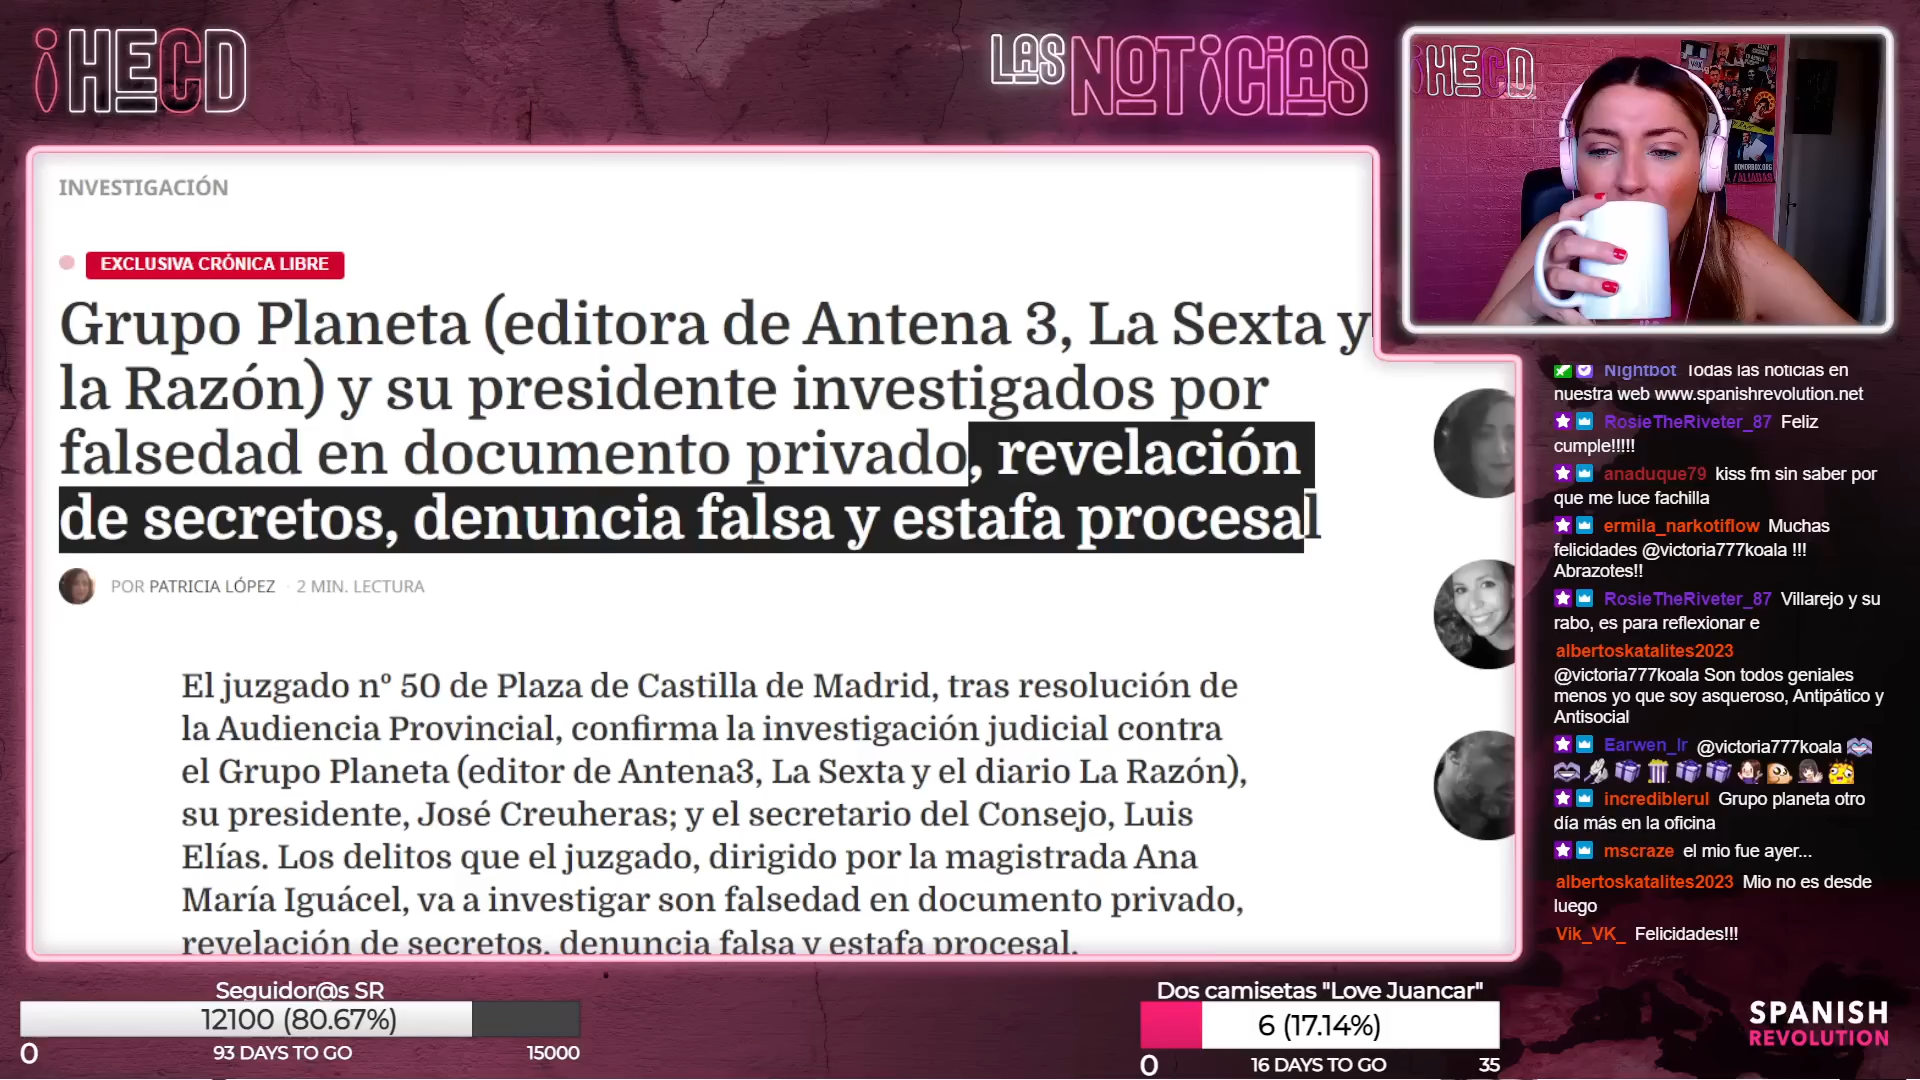 ¡HECD
LAS NOTICIAS
¡HECD
INVESTIGACIÓN
EXCLUSIVA CRÓNICA LIBRE
Grupo Planeta (editora de Antena 3, La Sexta y
la Razón) y su presidente investigados por
falsedad en documento privado, revelación
de secretos, denuncia falsa y estafa procesal
POR PATRICIA LÓPEZ · 2 MIN. LECTURA
El juzgado nº 50 de Plaza de Castilla de Madrid, tras resolución de
la Audiencia Provincial, confirma la investigación judicial contra
el Grupo Planeta (editor de Antena3, La Sexta y el diario La Razón),
su presidente, José Creuheras; y el secretario del Consejo, Luis
Elías. Los delitos que el juzgado, dirigido por la magistrada Ana
María Iguácel, va a investigar son falsedad en documento privado,
revelación de secretos, denuncia falsa y estafa procesal.
Nightbot Todas las noticias en
nuestra web www.spanishrevolution.net
RosieTheRiveter_87 Feliz
cumple!!!!!
anaduque79 kiss fm sin saber por
que me luce fachilla
ermila_narkotiflow Muchas
felicidades @victoria777koala !!!
Abrazotes!!
RosieTheRiveter_87 Villarejo y su
rabo, es para reflexionar e
albertoskatalites2023
@victoria777koala Son todos geniales
menos yo que soy asqueroso, Antipático y
Antisocial
Earwen_Ir @victoria777koala
incrediblerul Grupo planeta otro
día más en la oficina
mscraze el mio fue ayer...
albertoskatalites2023 Mio no es desde
luego
Vik_VK_ Felicidades!!!
Seguidor@s SR
12100 (80.67%)
0 93 DAYS TO GO 15000
Dos camisetas "Love Juancar"
6 (17.14%)
0 16 DAYS TO GO 35
SPANISH
REVOLUTION